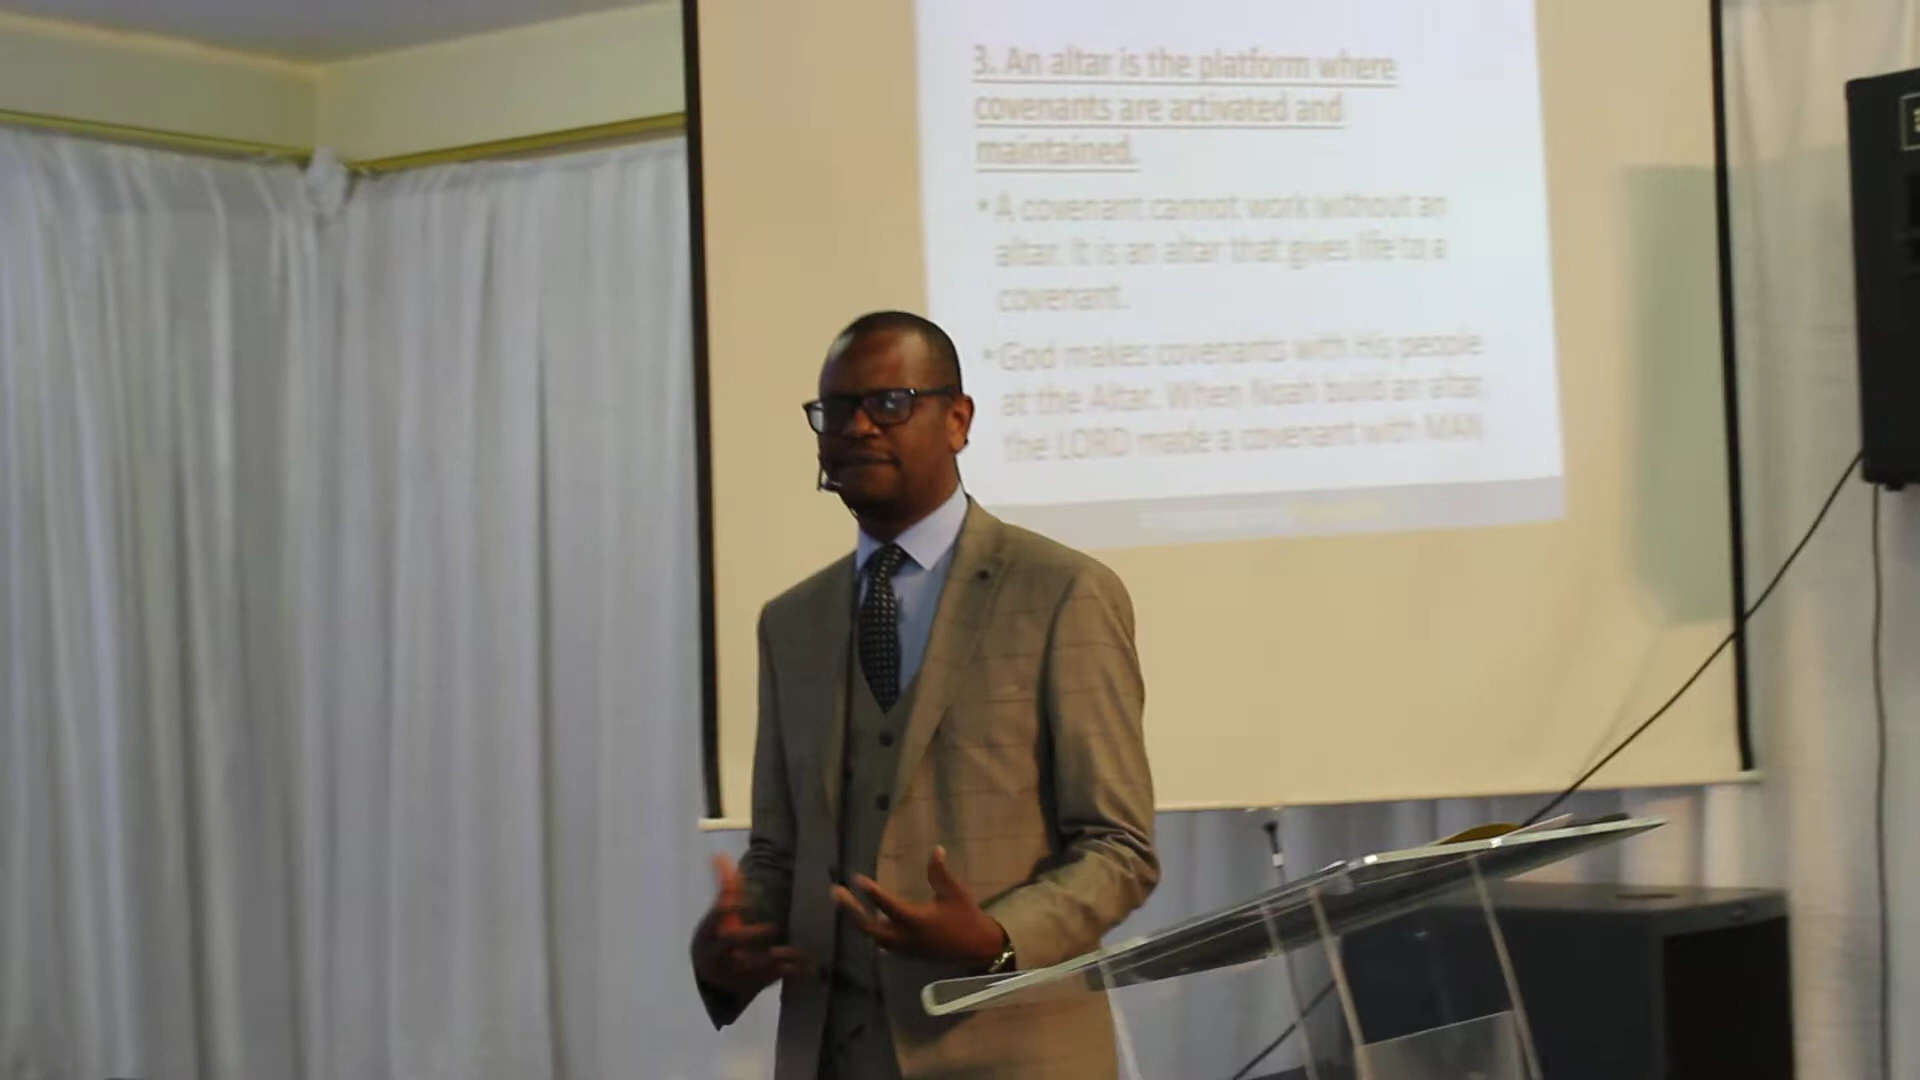 3. An altar is the platform where
covenants are activated and
maintained.
• A covenant cannot work without an
altar. It is an altar that gives life to a
covenant.
• God makes covenants with His people
at the Altar. When Noah build an altar,
the LORD made a covenant with MAN